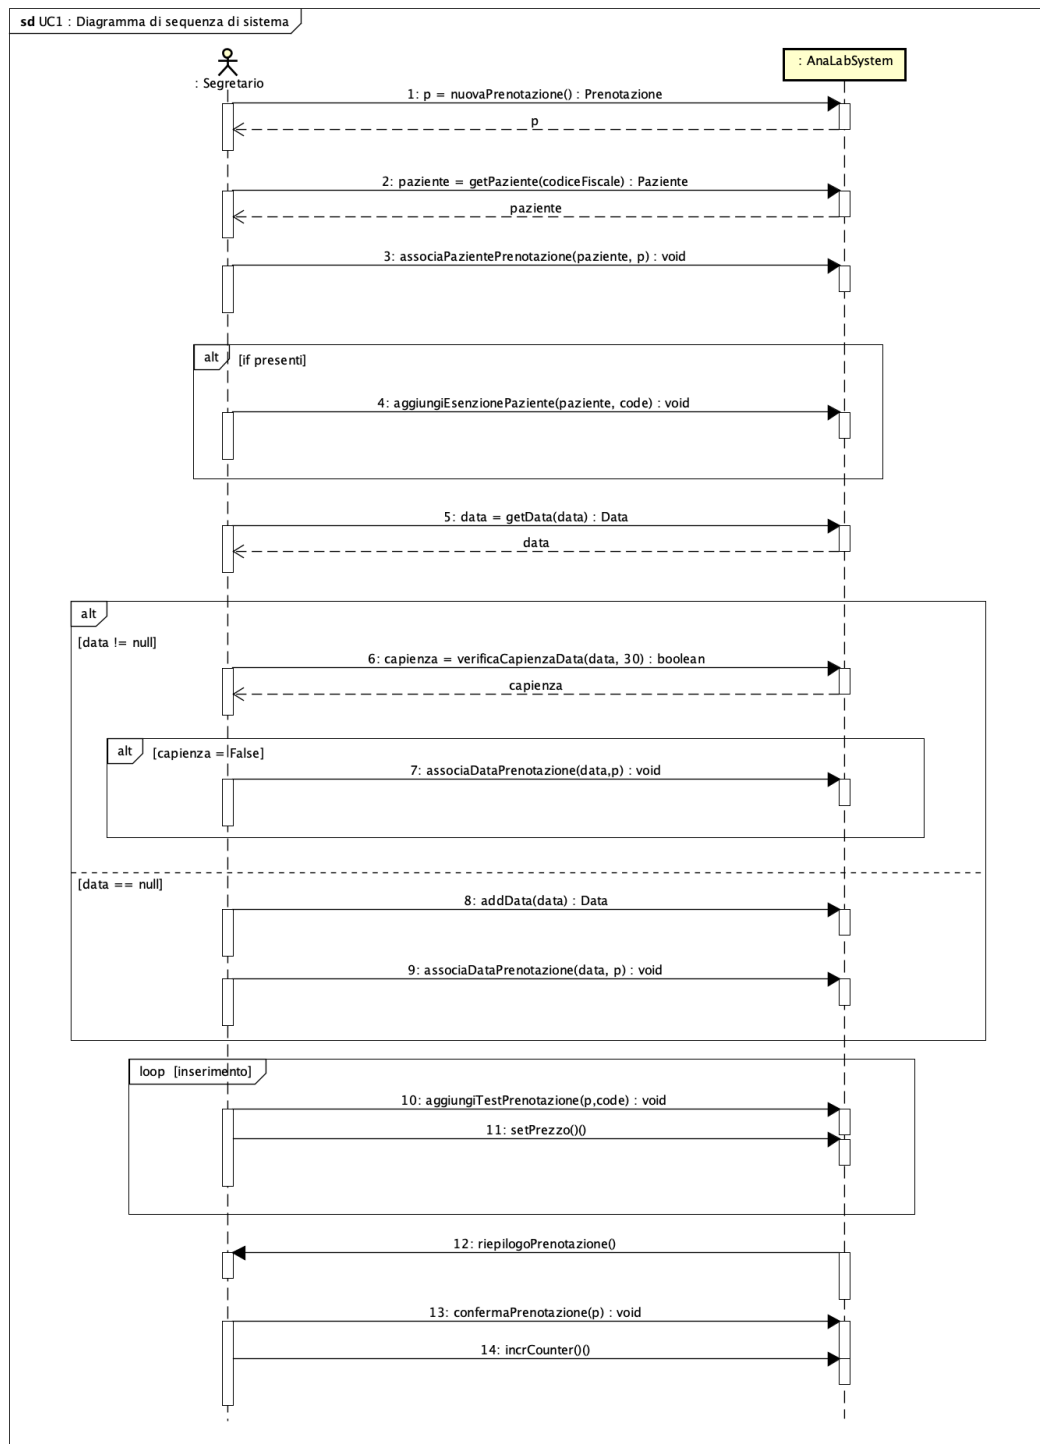 sd UC1 : Diagramma di sequenza di sistema
: Segretario
: AnaLabSystem
1: p = nuovaPrenotazione() : Prenotazione
p
2: paziente = getPaziente(codiceFiscale) : Paziente
paziente
3: associaPazientePrenotazione(paziente, p) : void
alt [if presenti]
4: aggiungiEsenzionePaziente(paziente, code) : void
5: data = getData(data) : Data
data
alt
[data != null]
6: capienza = verificaCapienzaData(data, 30) : boolean
capienza
alt [capienza = False]
7: associaDataPrenotazione(data,p) : void
[data == null]
8: addData(data) : Data
9: associaDataPrenotazione(data, p) : void
loop [inserimento]
10: aggiungiTestPrenotazione(p,code) : void
11: setPrezzo()()
12: riepilogoPrenotazione()
13: confermaPrenotazione(p) : void
14: incrCounter()()